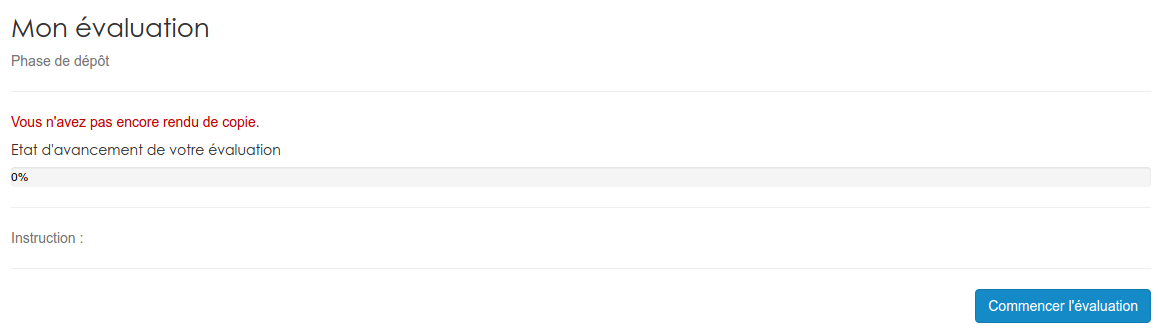 Mon évaluation
Phase de dépôt
Vous n'avez pas encore rendu de copie.
Etat d'avancement de votre évaluation
0%
Instruction :
Commencer l'évaluation